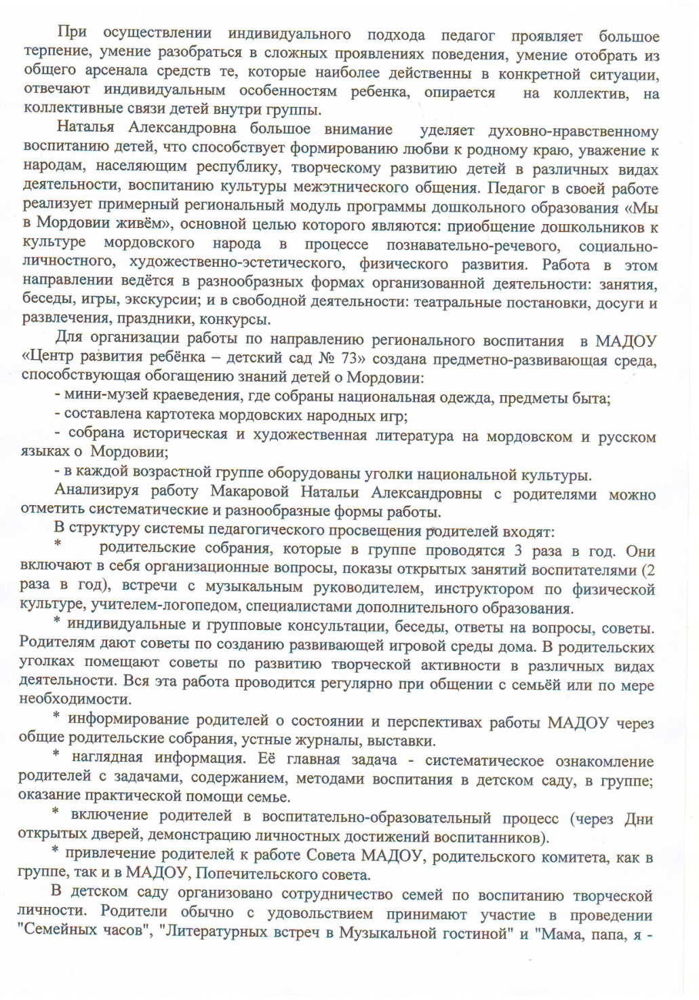 При осуществлении индивидуального подхода педагог проявляет большое
терпение, умение разобраться в сложных проявлениях поведения, умение отобрать из
общего арсенала средств те, которые наиболее действенны в конкретной ситуации,
отвечают индивидуальным особенностям ребенка, опирается на коллектив, на
коллективные связи детей внутри группы.
Наталья Александровна большое внимание уделяет духовно-нравственному
воспитанию детей, что способствует формированию любви к родному краю, уважение к
народам, населяющим республику, творческому развитию детей в различных видах
деятельности, воспитанию культуры межэтнического общения. Педагог в своей работе
реализует примерный региональный модуль программы дошкольного образования «Мы
в Мордовии живём», основной целью которого являются: приобщение дошкольников к
культуре мордовского народа в процессе познавательно-речевого, социально-
личностного, художественно-эстетического, физического развития. Работа в этом
направлении ведётся в разнообразных формах организованной деятельности: занятия,
беседы, игры, экскурсии; и в свободной деятельности: театральные постановки, досуги и
развлечения, праздники, конкурсы.
Для организации работы по направлению регионального воспитания в МАДОУ
«Центр развития ребёнка – детский сад № 73» создана предметно-развивающая среда,
способствующая обогащению знаний детей о Мордовии:
- мини-музей краеведения, где собраны национальная одежда, предметы быта;
- составлена картотека мордовских народных игр;
- собрана историческая и художественная литература на мордовском и русском
языках о Мордовии;
- в каждой возрастной группе оборудованы уголки национальной культуры.
Анализируя работу Макаровой Натальи Александровны с родителями можно
отметить систематические и разнообразные формы работы.
В структуру системы педагогического просвещения родителей входят:
* родительские собрания, которые в группе проводятся 3 раза в год. Они
включают в себя организационные вопросы, показы открытых занятий воспитателями (2
раза в год), встречи с музыкальным руководителем, инструктором по физической
культуре, учителем-логопедом, специалистами дополнительного образования.
* индивидуальные и групповые консультации, беседы, ответы на вопросы, советы.
Родителям дают советы по созданию развивающей игровой среды дома. В родительских
уголках помещают советы по развитию творческой активности в различных видах
деятельности. Вся эта работа проводится регулярно при общении с семьёй или по мере
необходимости.
* информирование родителей о состоянии и перспективах работы МАДОУ через
общие родительские собрания, устные журналы, выставки.
* наглядная информация. Её главная задача - систематическое ознакомление
родителей с задачами, содержанием, методами воспитания в детском саду, в группе;
оказание практической помощи семье.
* включение родителей в воспитательно-образовательный процесс (через Дни
открытых дверей, демонстрацию личностных достижений воспитанников).
* привлечение родителей к работе Совета МАДОУ, родительского комитета, как в
группе, так и в МАДОУ, Попечительского совета.
В детском саду организовано сотрудничество семей по воспитанию творческой
личности. Родители обычно с удовольствием принимают участие в проведении
"Семейных часов", "Литературных встреч в Музыкальной гостиной" и "Мама, папа, я -